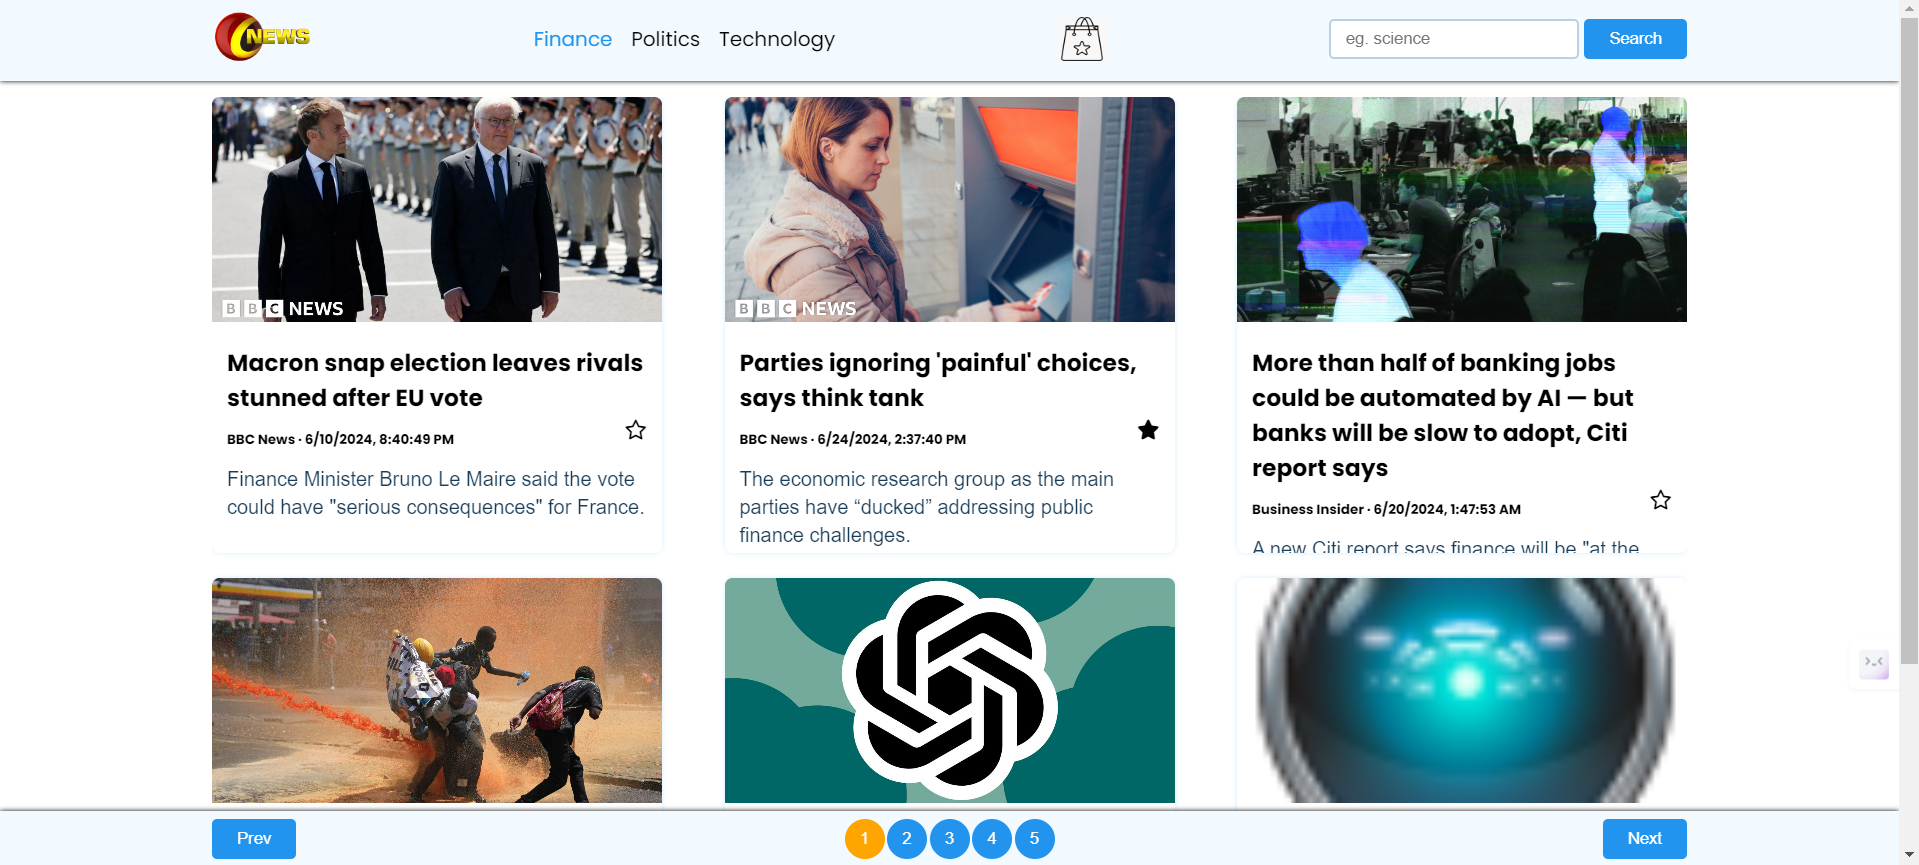 NEWS
Finance Politics Technology
eg. science
Search
BBC NEWS
BBC NEWS
Macron snap election leaves rivals
stunned after EU vote
BBC News · 6/10/2024, 8:40:49 PM
Finance Minister Bruno Le Maire said the vote
could have "serious consequences" for France.
Parties ignoring 'painful' choices,
says think tank
BBC News · 6/24/2024, 2:37:40 PM
The economic research group as the main
parties have “ducked” addressing public
finance challenges.
More than half of banking jobs
could be automated by AI — but
banks will be slow to adopt, Citi
report says
Business Insider · 6/20/2024, 1:47:53 AM
A new Citi report says finance will be "at the
Prev
1 2 3 4 5
Next